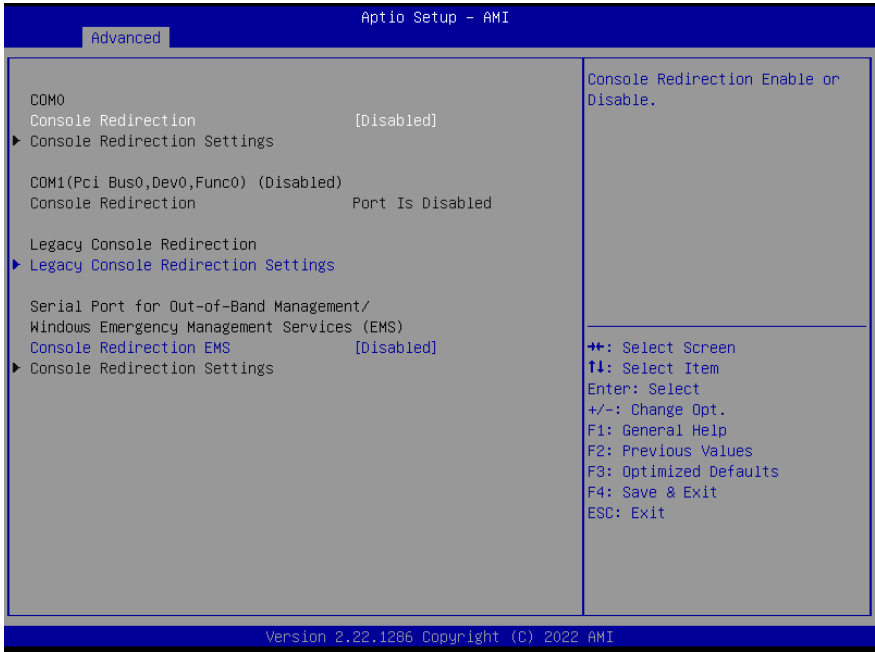 Aptio Setup – AMI
Advanced
COM0
Console Redirection [Disabled]
▶ Console Redirection Settings
COM1(Pci Bus0,Dev0,Func0) (Disabled)
Console Redirection Port Is Disabled
Legacy Console Redirection
▶ Legacy Console Redirection Settings
Serial Port for Out-of-Band Management/
Windows Emergency Management Services (EMS)
Console Redirection EMS [Disabled]
▶ Console Redirection Settings
Console Redirection Enable or
Disable.
→←: Select Screen
↑↓: Select Item
Enter: Select
+/-: Change Opt.
F1: General Help
F2: Previous Values
F3: Optimized Defaults
F4: Save & Exit
ESC: Exit
Version 2.22.1286 Copyright (C) 2022 AMI